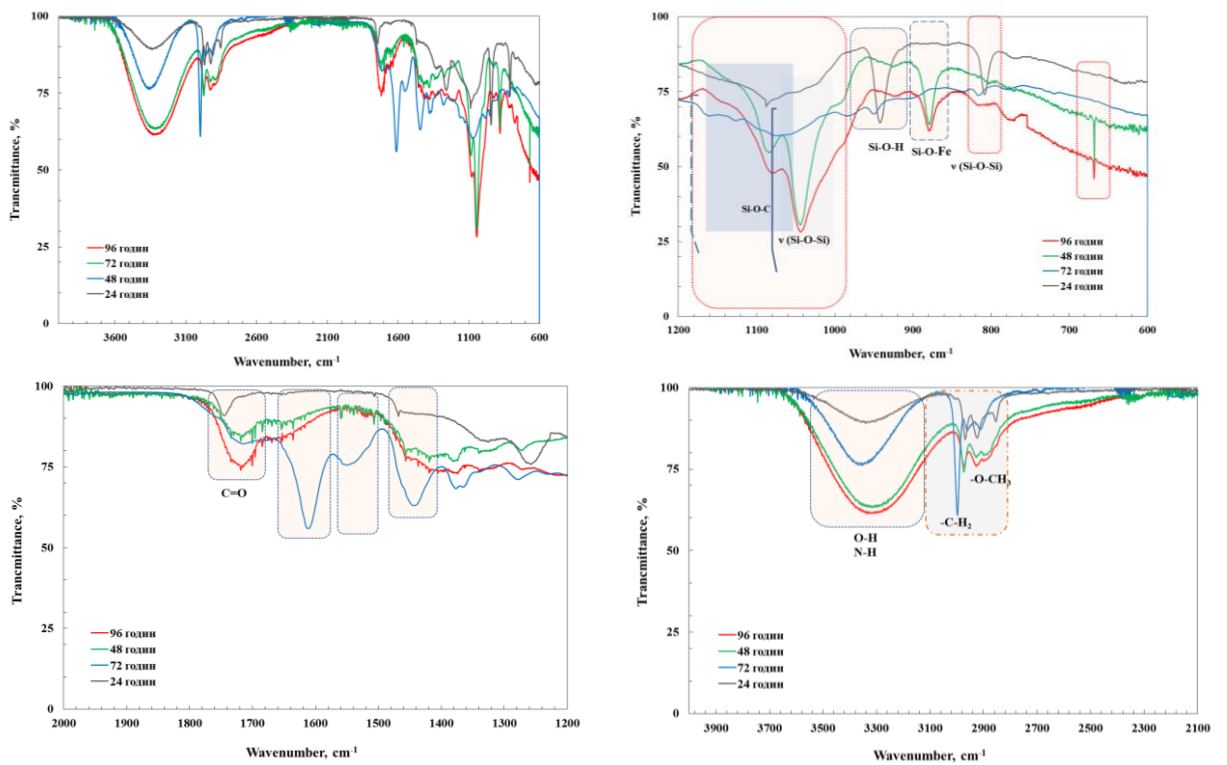 100
75
50
25
0
Trancmittance, %
96 годин
72 годин
48 годин
24 годин
3600 3100 2600 2100 1600 1100 600
Wavenumber, cm-1
100
75
50
25
0
Trancmittance, %
Si-O-C
ν (Si-O-Si)
Si-O-H
Si-O-Fe
ν (Si-O-Si)
96 годин
48 годин
72 годин
24 годин
1200 1100 1000 900 800 700 600
Wavenumber, cm-1
100
75
50
25
0
Trancmittance, %
C=O
96 годин
48 годин
72 годин
24 годин
2000 1900 1800 1700 1600 1500 1400 1300 1200
Wavenumber, cm-1
100
75
50
25
0
Trancmittance, %
O-H
N-H
-C-H2
-O-CH3
96 годин
48 годин
72 годин
24 годин
3900 3700 3500 3300 3100 2900 2700 2500 2300 2100
Wavenumber, cm-1